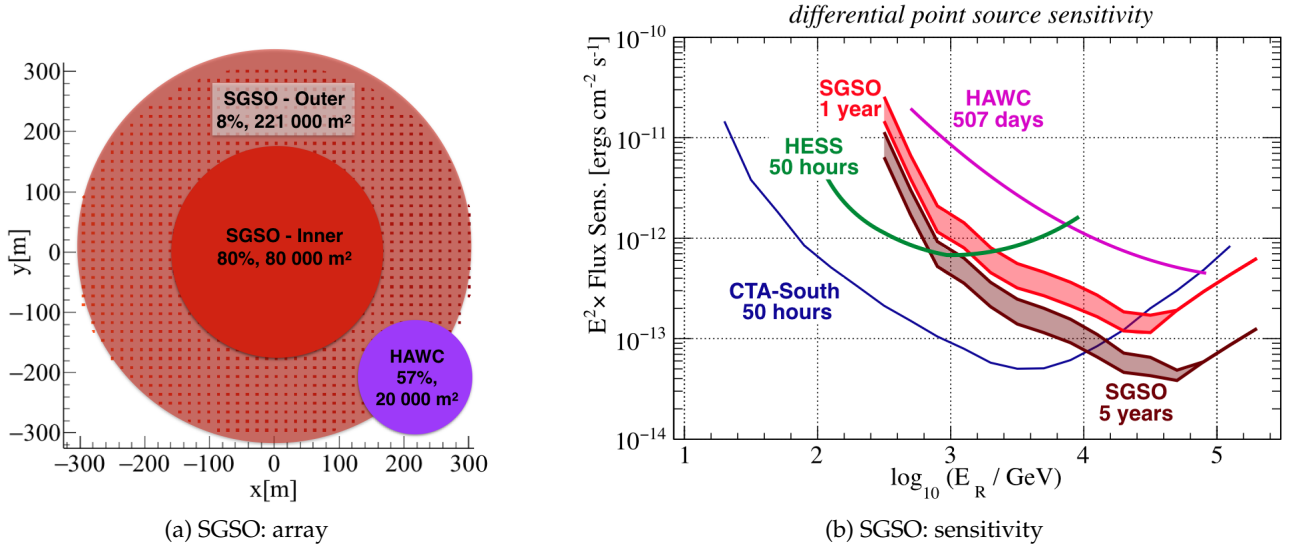 300
200
100
0
−100
−200
−300
y[m]
SGSO - Outer
8%, 221 000 m²
SGSO - Inner
80%, 80 000 m²
HAWC
57%,
20 000 m²
−300 −200 −100 0 100 200 300
x[m]
(a) SGSO: array
differential point source sensitivity
E²× Flux Sens. [ergs cm⁻² s⁻¹]
10⁻¹⁰
10⁻¹¹
10⁻¹²
10⁻¹³
10⁻¹⁴
SGSO
1 year
HAWC
507 days
HESS
50 hours
CTA-South
50 hours
SGSO
5 years
1 2 3 4 5
log₁₀ (E_R / GeV)
(b) SGSO: sensitivity